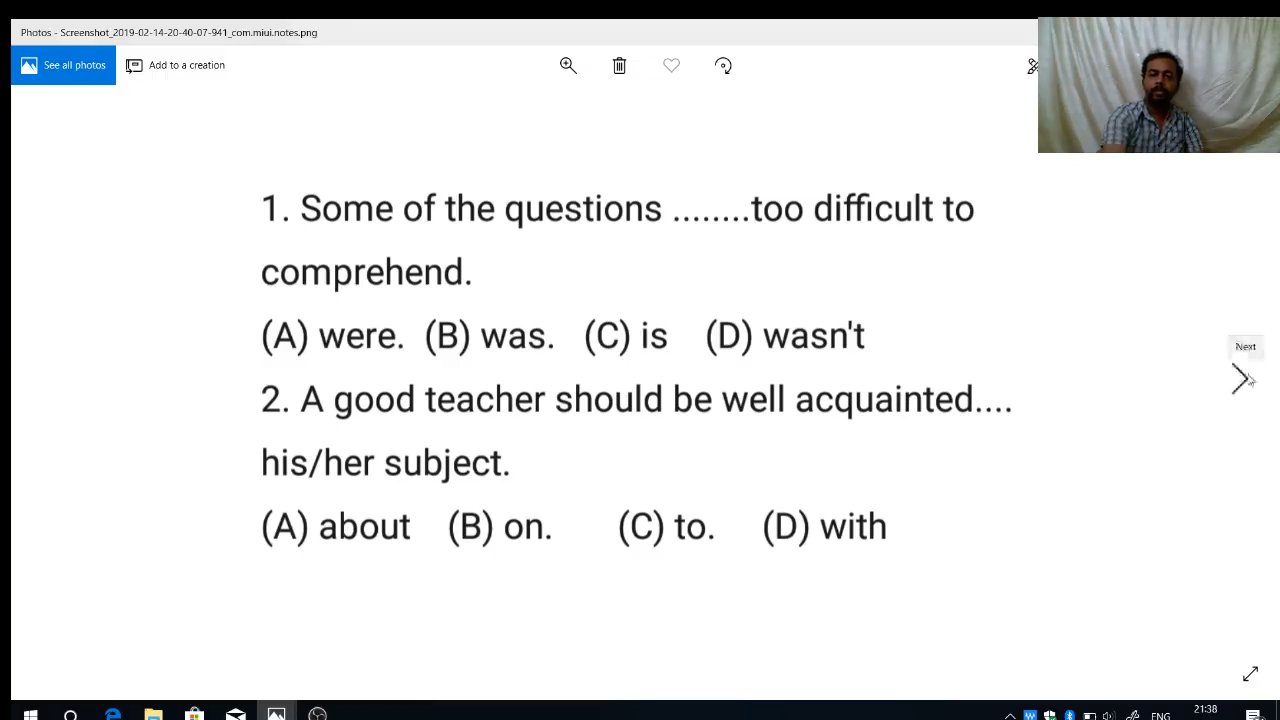 Photos - Screenshot_2019-02-14-20-40-07-941_com.miui.notes.png
See all photos
Add to a creation
1. Some of the questions ........too difficult to
comprehend.
(A) were. (B) was. (C) is (D) wasn't
2. A good teacher should be well acquainted....
his/her subject.
(A) about (B) on. (C) to. (D) with
Next
ENG
21:38